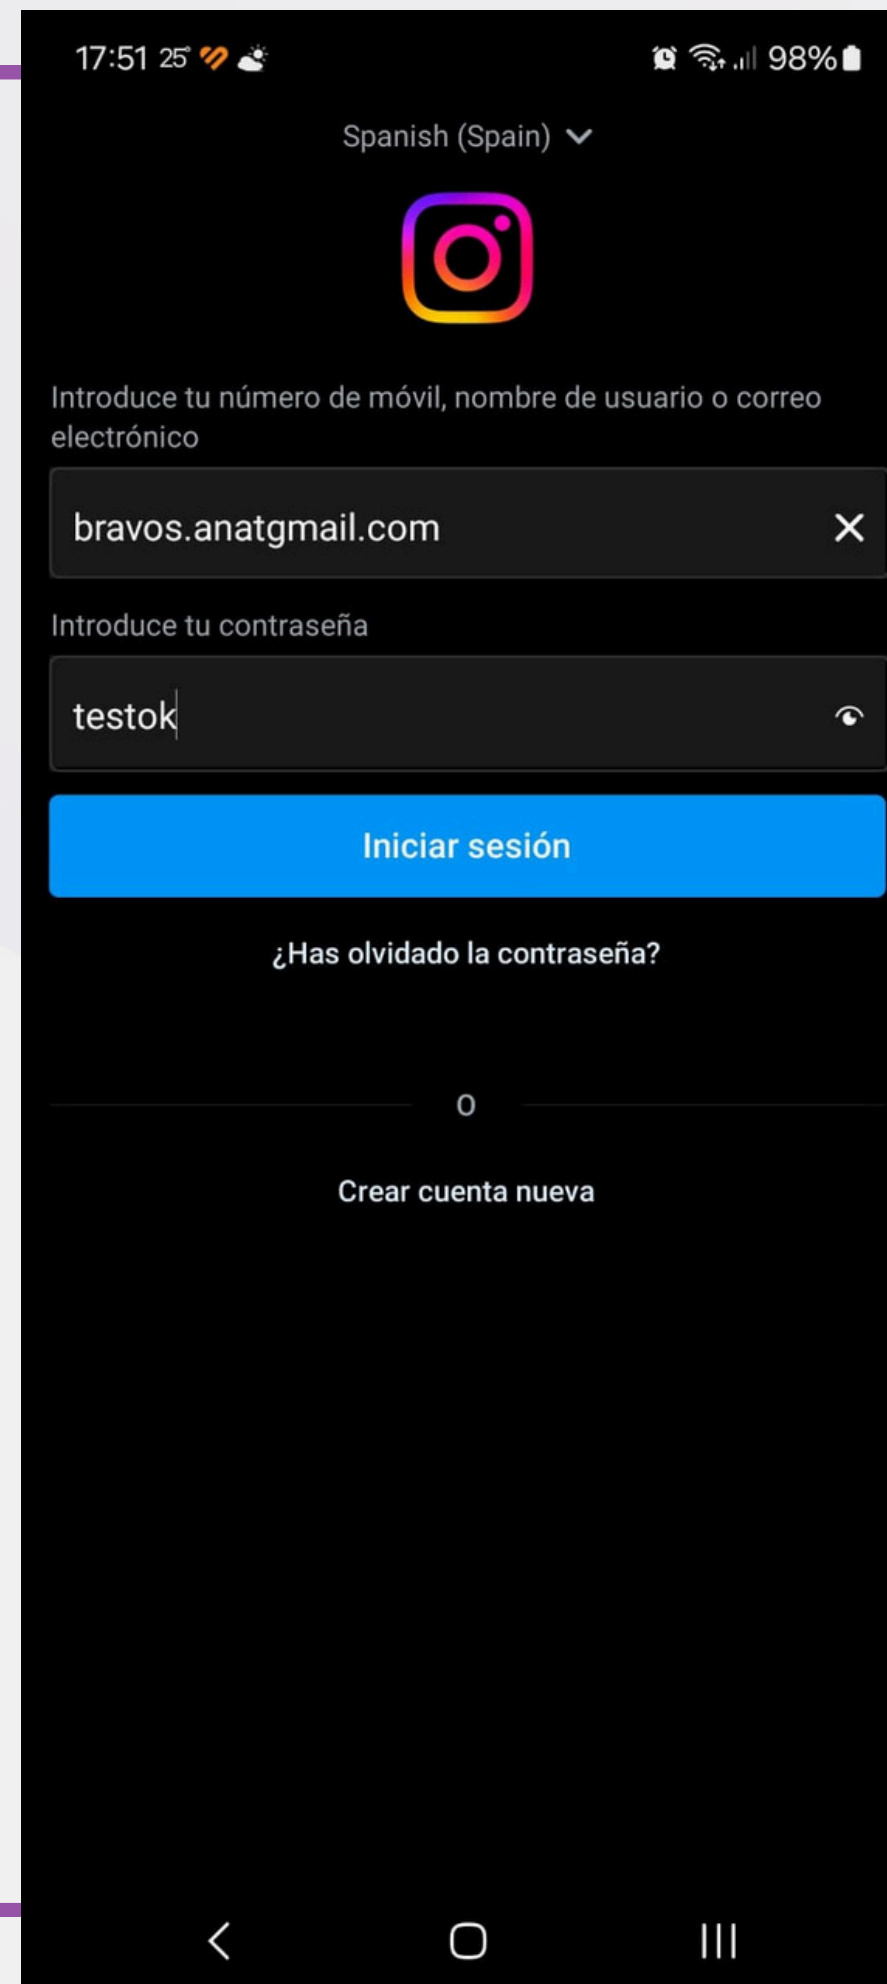 17:51 25° 98%
Spanish (Spain)
Introduce tu número de móvil, nombre de usuario o correo
electrónico
bravos.anatgmail.com
Introduce tu contraseña
testok
Iniciar sesión
¿Has olvidado la contraseña?
O
Crear cuenta nueva